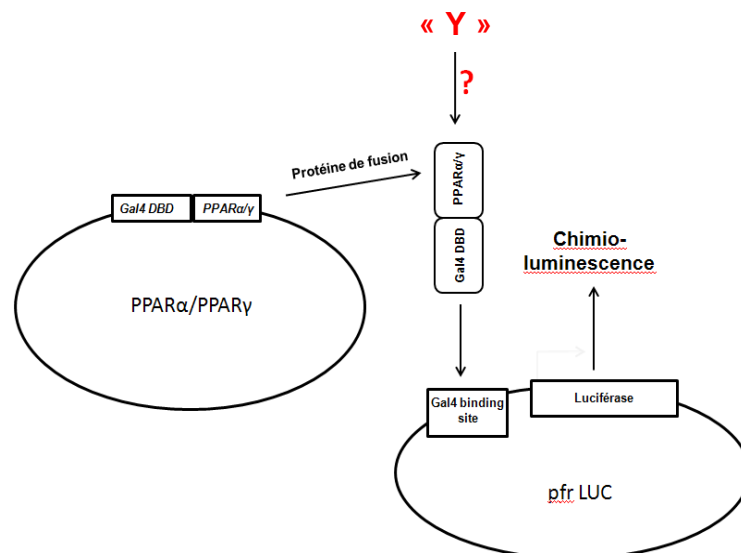 « Y »
?
Protéine de fusion
PPARα/γ
Gal4 DBD
Gal4 DBD
PPARα/γ
PPARα/PPARγ
Chimio-
luminescence
Gal4 binding
site
Luciférase
pfr LUC